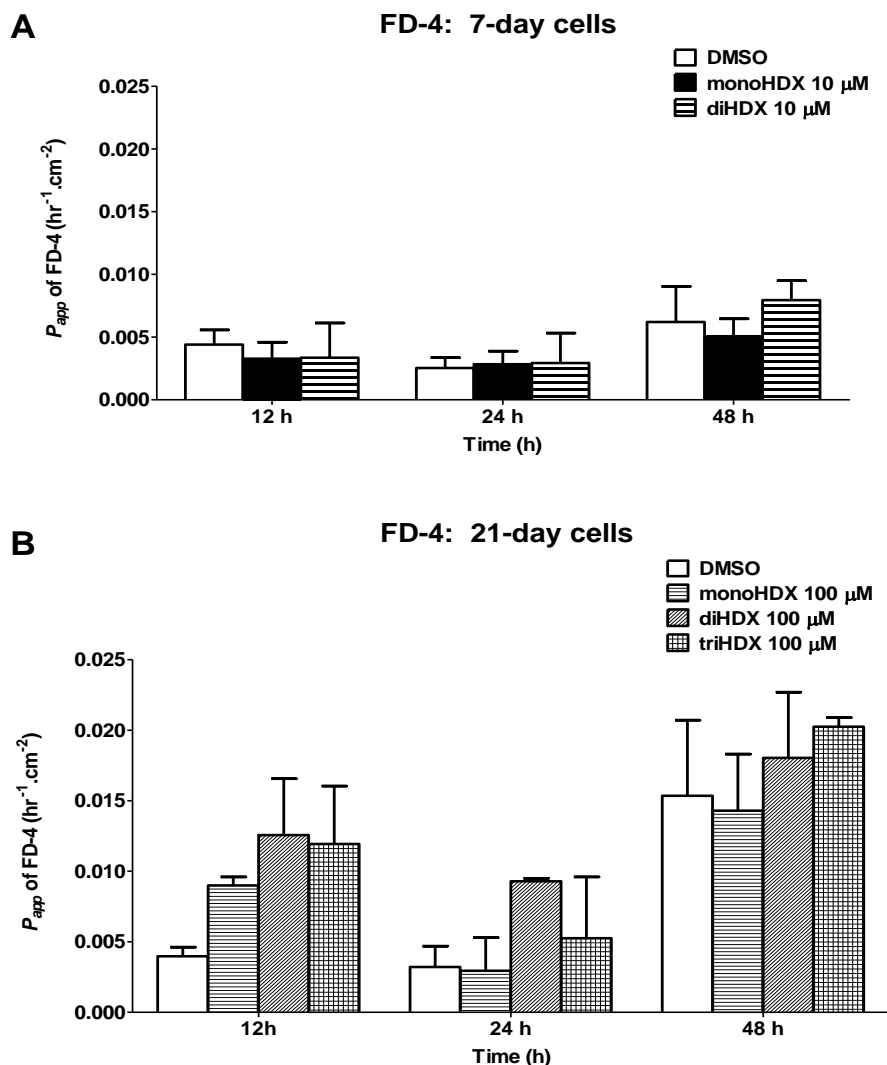 A
FD-4: 7-day cells
DMSO
monoHDX 10 µM
diHDX 10 µM
P_app of FD-4 (hr⁻¹.cm⁻²)
0.025
0.020
0.015
0.010
0.005
0.000
12 h 24 h 48 h
Time (h)
B
FD-4: 21-day cells
DMSO
monoHDX 100 µM
diHDX 100 µM
triHDX 100 µM
P_app of FD-4 (hr⁻¹.cm⁻²)
0.025
0.020
0.015
0.010
0.005
0.000
12h 24 h 48 h
Time (h)